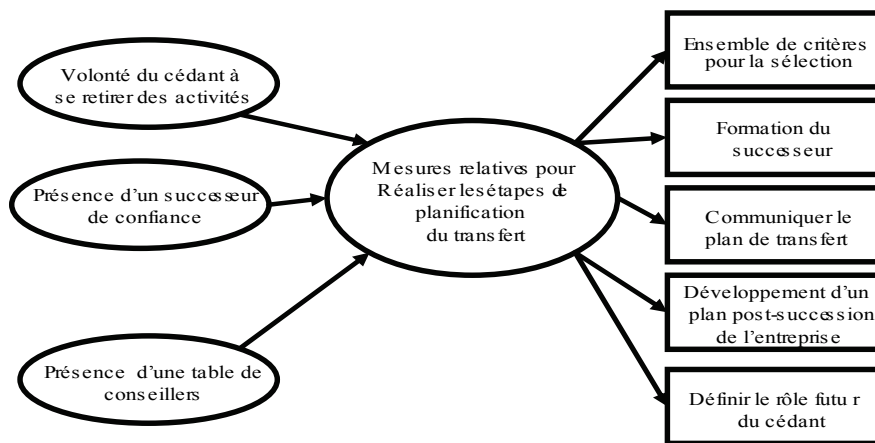 Volonté du cédant à
se retirer des activités
Présence d'un successeur
de confiance
Présence d'une table de
conseillers
Mesures relatives pour
Réaliser les étapes de
planification
du transfert
Ensemble de critères
pour la sélection
Formation du
successeur
Communiquer le
plan de transfert
Développement d'un
plan post-succession
de l'entreprise
Définir le rôle futur
du cédant